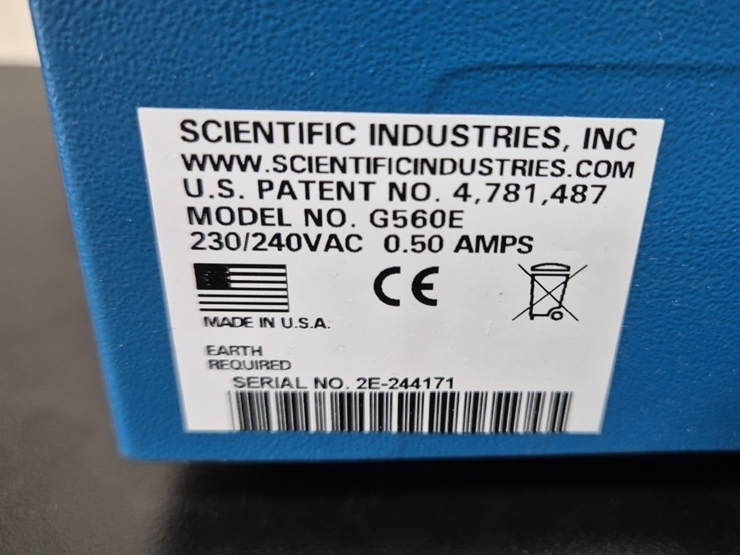 SCIENTIFIC INDUSTRIES, INC
WWW.SCIENTIFICINDUSTRIES.COM
U.S. PATENT NO. 4,781,487
MODEL NO. G560E
230/240VAC 0.50 AMPS
CE
MADE IN U.S.A.
EARTH
REQUIRED
SERIAL NO. 2E-244171